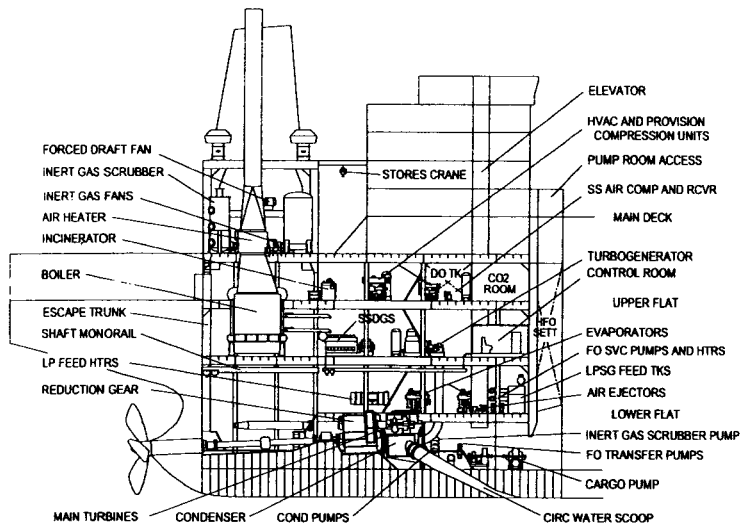 ELEVATOR
HVAC AND PROVISION
COMPRESSION UNITS
FORCED DRAFT FAN
INERT GAS SCRUBBER
STORES CRANE
PUMP ROOM ACCESS
SS AIR COMP AND RCVR
INERT GAS FANS
AIR HEATER
MAIN DECK
INCINERATOR
TURBOGENERATOR
CONTROL ROOM
DO TK
CO2
ROOM
BOILER
UPPER FLAT
ESCAPE TRUNK
HFO
SETT
SHAFT MONORAIL
SSDGS
EVAPORATORS
FO SVC PUMPS AND HTRS
LP FEED HTRS
LPSG FEED TKS
REDUCTION GEAR
AIR EJECTORS
LOWER FLAT
INERT GAS SCRUBBER PUMP
FO TRANSFER PUMPS
CARGO PUMP
MAIN TURBINES
CONDENSER
COND PUMPS
CIRC WATER SCOOP